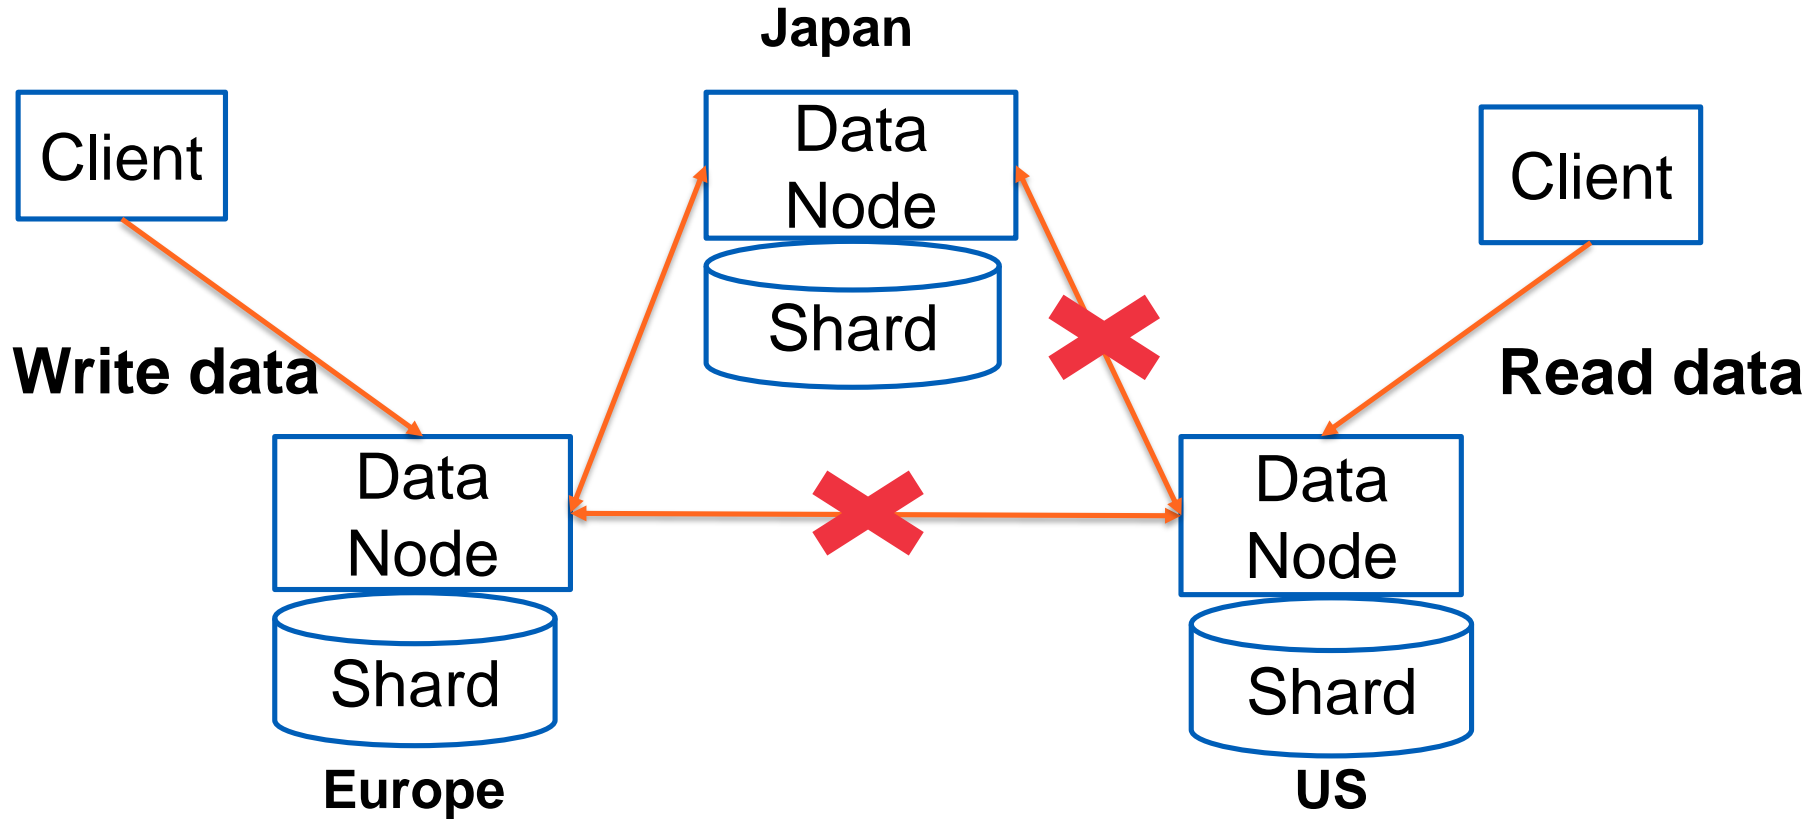 Japan
Client
Data
Node
Client
Shard
Write data
Read data
Data
Node
Data
Node
Shard
Shard
Europe
US